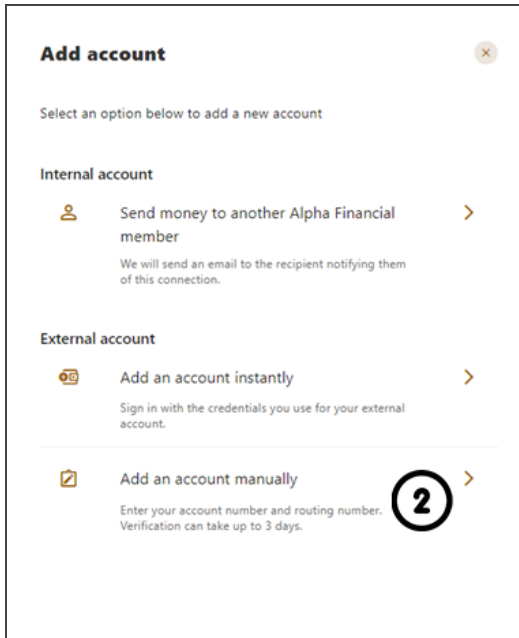 Add account
Select an option below to add a new account
Internal account
Send money to another Alpha Financial
member
We will send an email to the recipient notifying them
of this connection.
External account
Add an account instantly
Sign in with the credentials you use for your external
account.
Add an account manually
Enter your account number and routing number.
Verification can take up to 3 days.
2